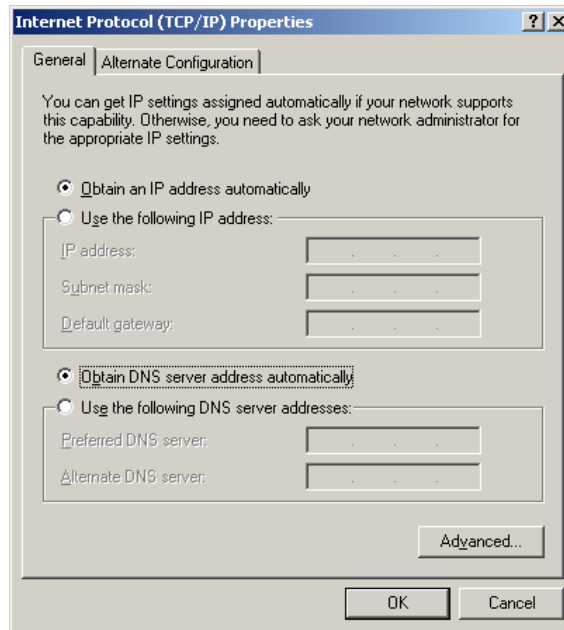 Internet Protocol (TCP/IP) Properties
General
Alternate Configuration
You can get IP settings assigned automatically if your network supports
this capability. Otherwise, you need to ask your network administrator for
the appropriate IP settings.
Obtain an IP address automatically
Use the following IP address:
IP address:
Subnet mask:
Default gateway:
Obtain DNS server address automatically
Use the following DNS server addresses:
Preferred DNS server:
Alternate DNS server:
Advanced...
OK
Cancel